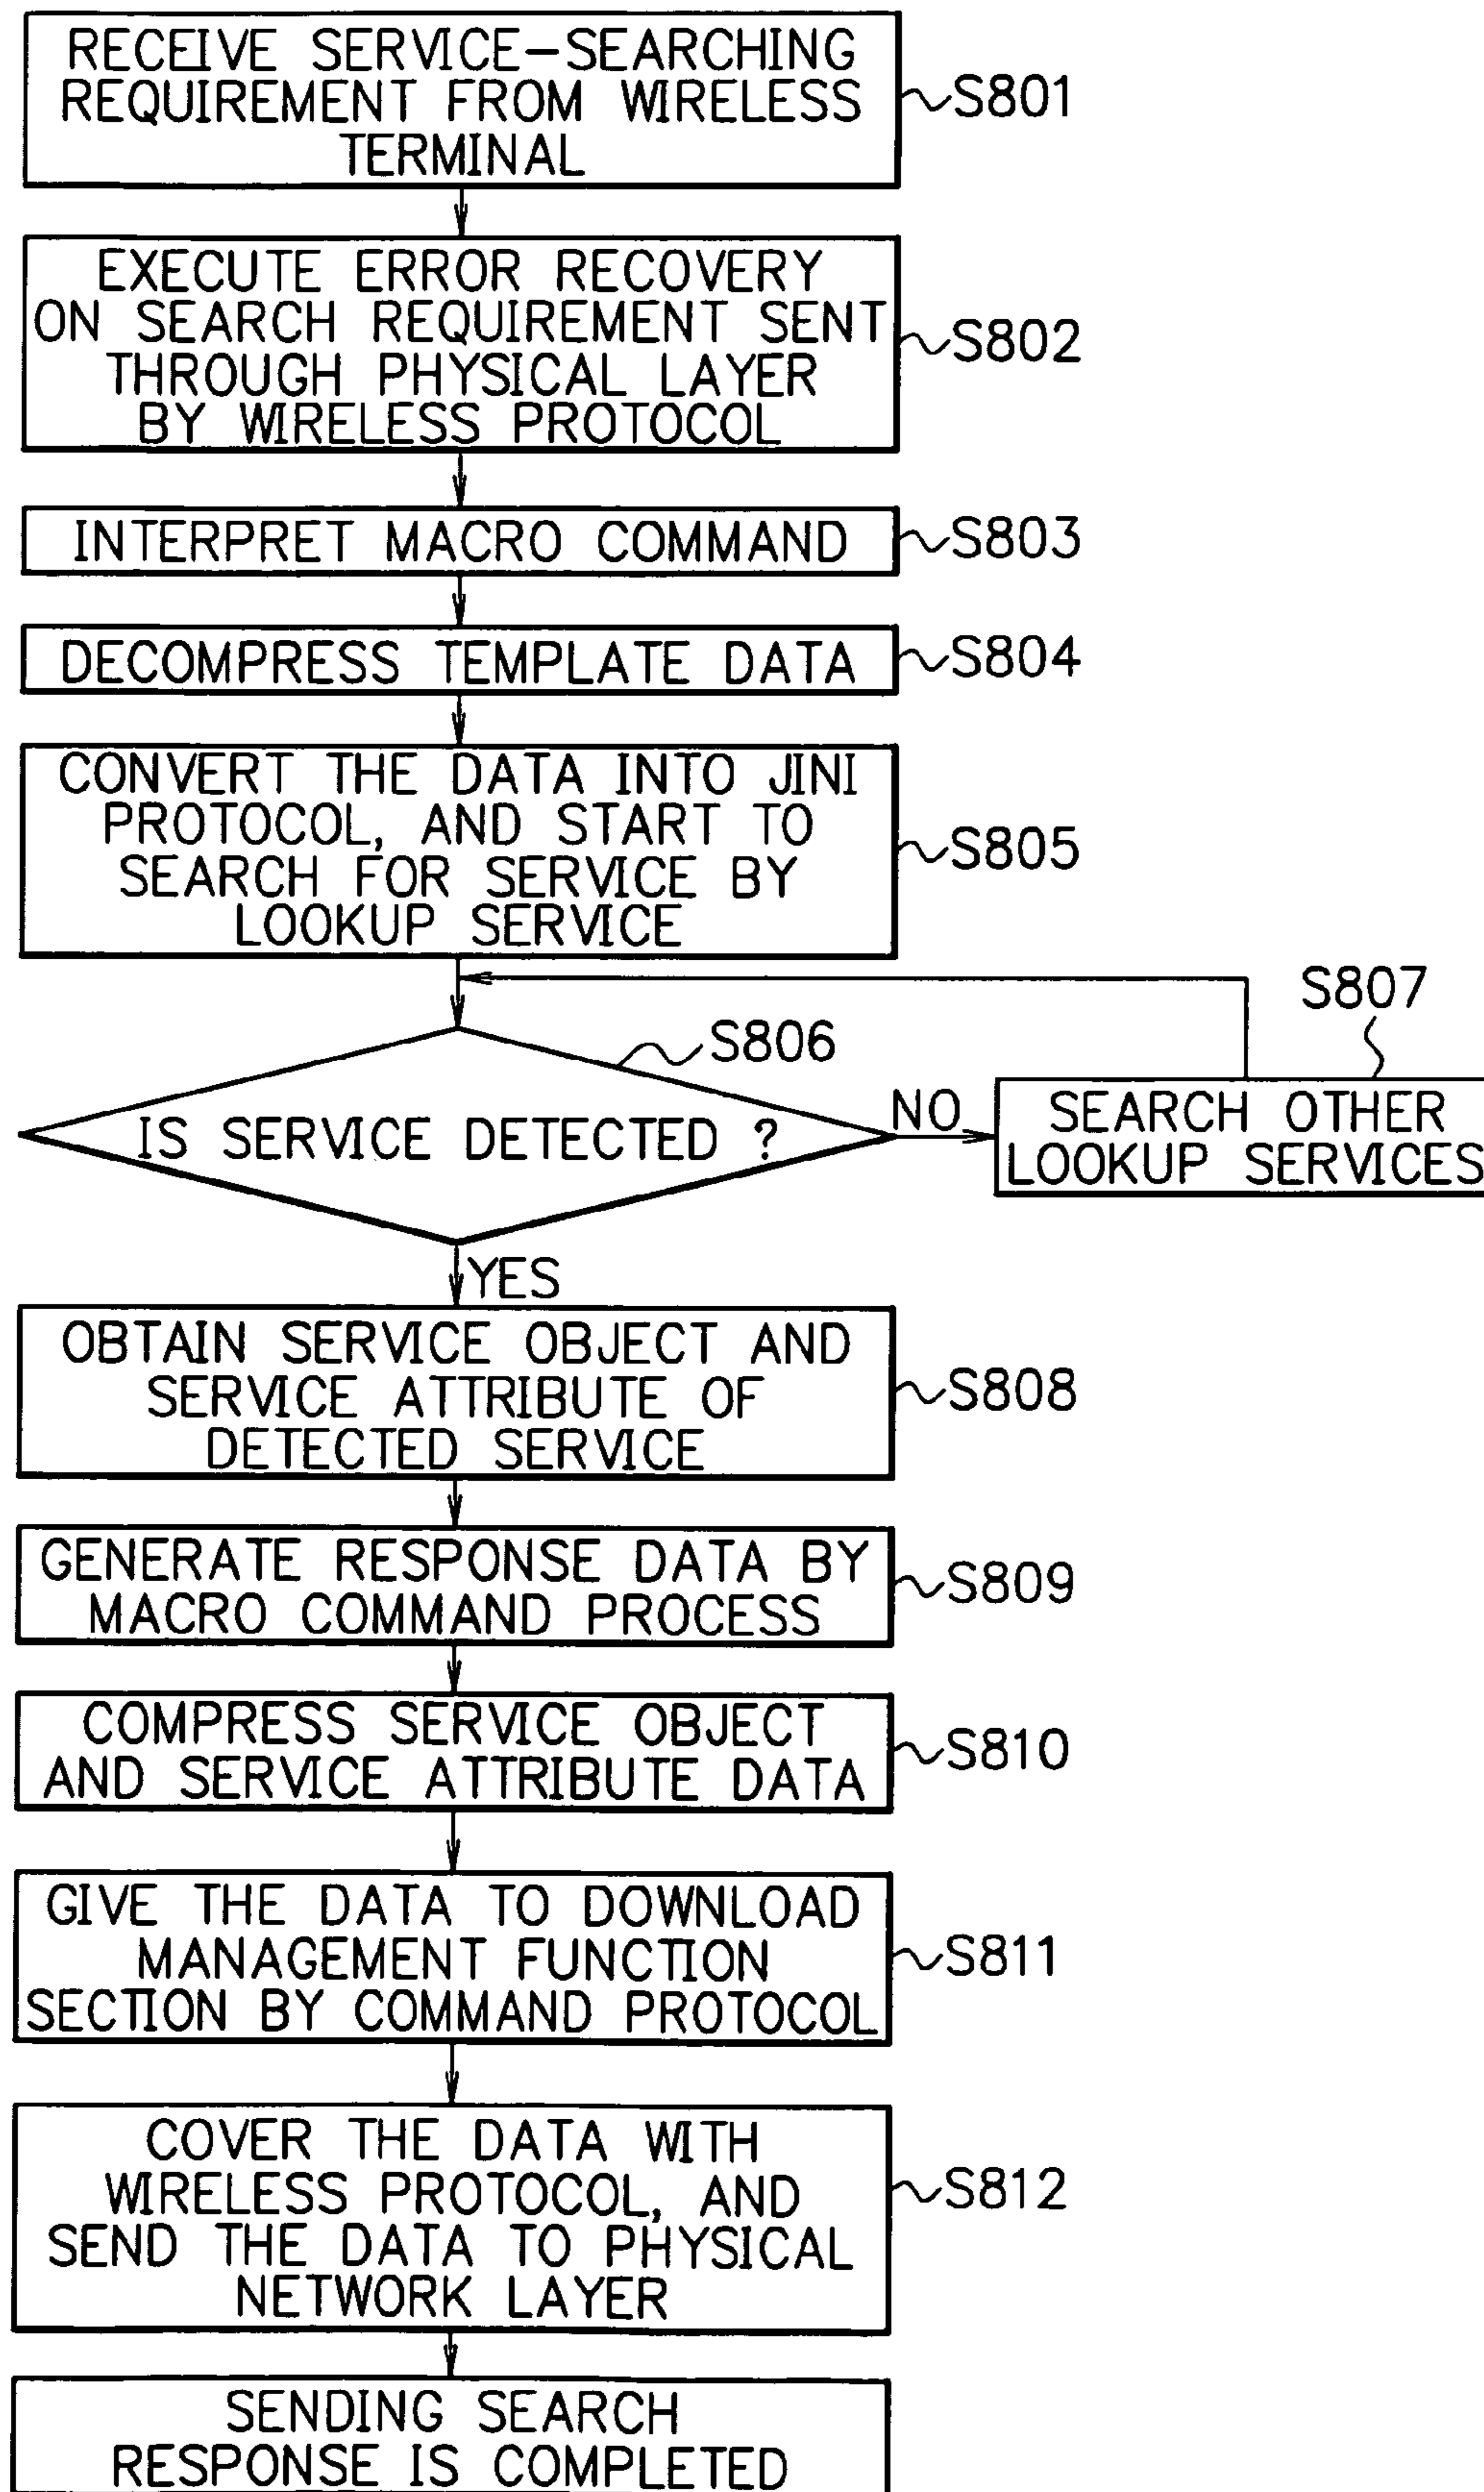 RECEIVE SERVICE-SEARCHING
REQUIREMENT FROM WIRELESS
TERMINAL
S801
EXECUTE ERROR RECOVERY
ON SEARCH REQUIREMENT SENT
THROUGH PHYSICAL LAYER
BY WIRELESS PROTOCOL
S802
INTERPRET MACRO COMMAND
S803
DECOMPRESS TEMPLATE DATA
S804
CONVERT THE DATA INTO JINI
PROTOCOL, AND START TO
SEARCH FOR SERVICE BY
LOOKUP SERVICE
S805
S806
IS SERVICE DETECTED ?
NO
S807
SEARCH OTHER
LOOKUP SERVICES
YES
OBTAIN SERVICE OBJECT AND
SERVICE ATTRIBUTE OF
DETECTED SERVICE
S808
GENERATE RESPONSE DATA BY
MACRO COMMAND PROCESS
S809
COMPRESS SERVICE OBJECT
AND SERVICE ATTRIBUTE DATA
S810
GIVE THE DATA TO DOWNLOAD
MANAGEMENT FUNCTION
SECTION BY COMMAND PROTOCOL
S811
COVER THE DATA WITH
WIRELESS PROTOCOL, AND
SEND THE DATA TO PHYSICAL
NETWORK LAYER
S812
SENDING SEARCH
RESPONSE IS COMPLETED